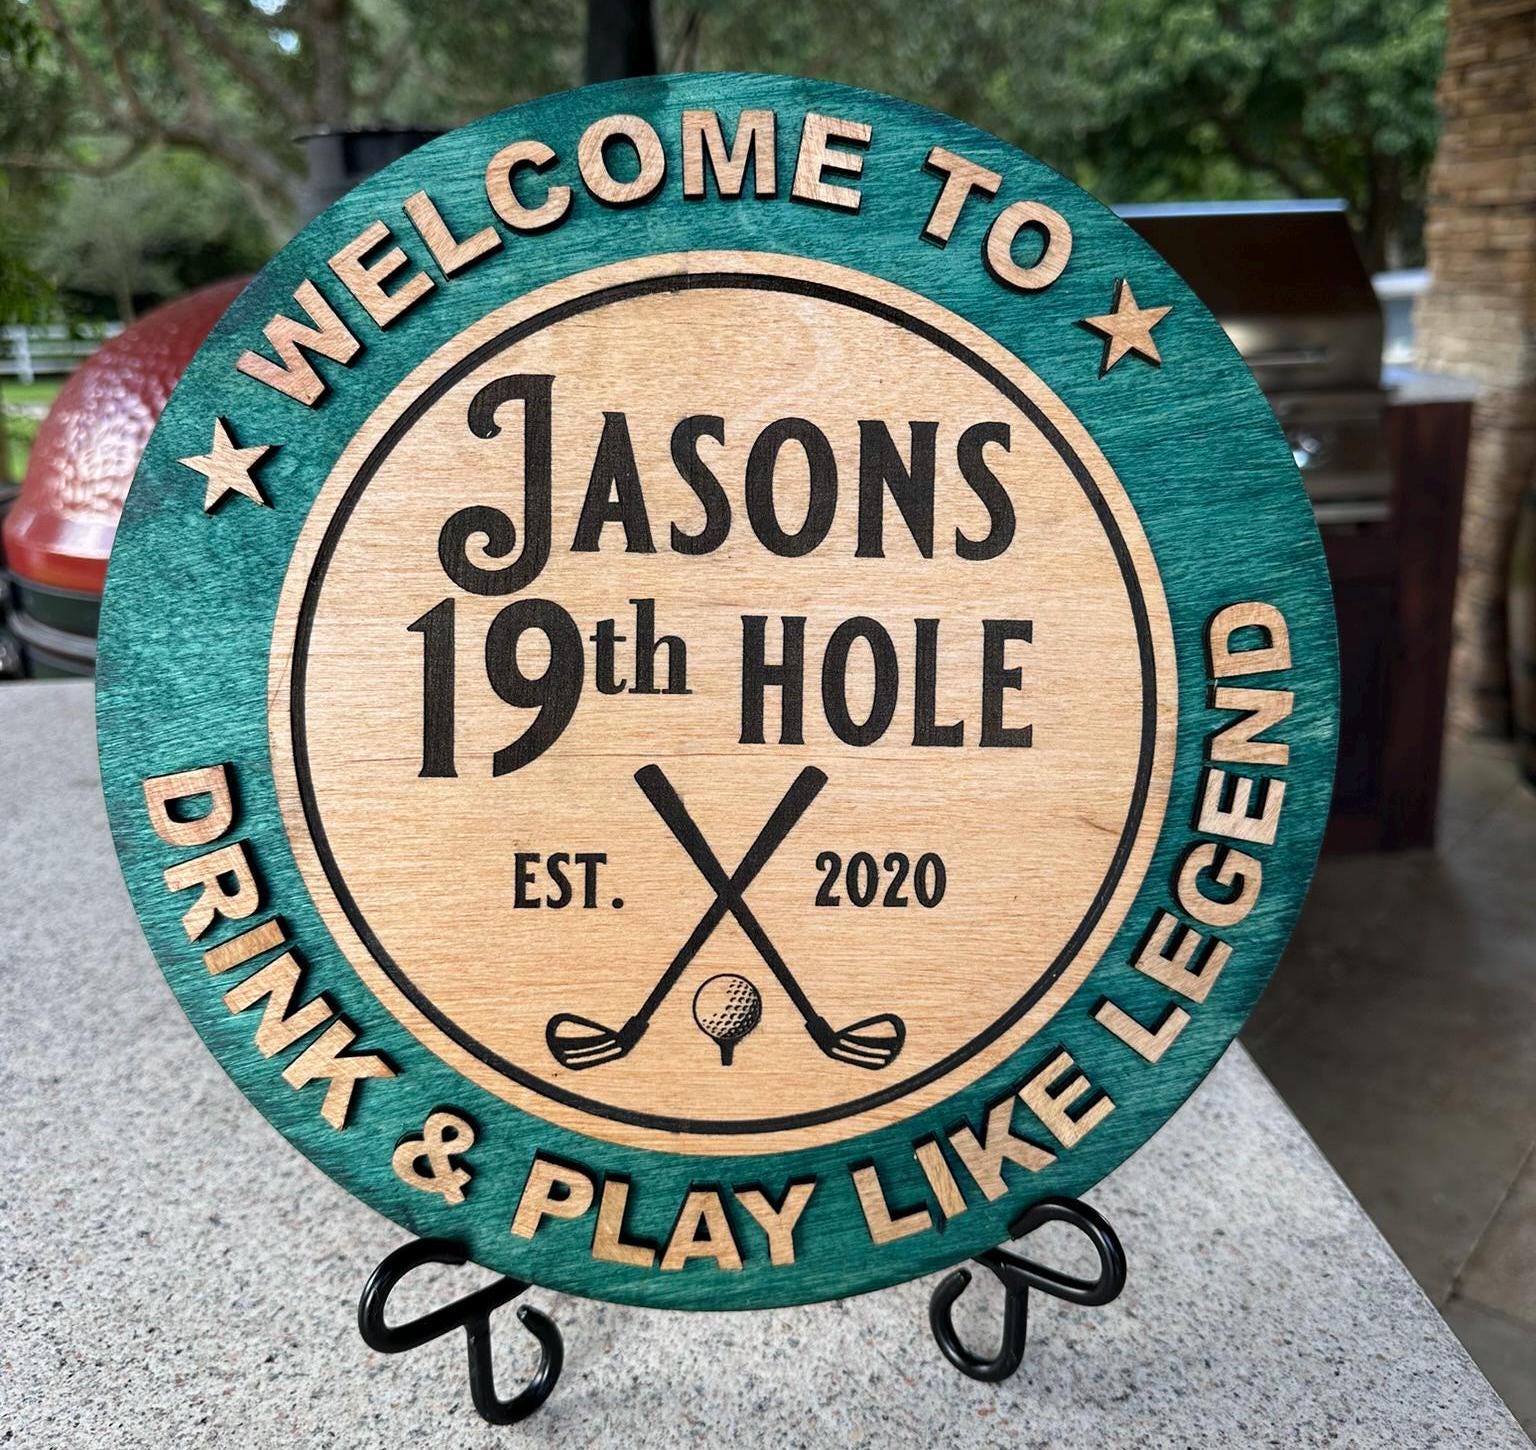 WELCOME TO
JASONS
19th HOLE
EST. 2020
DRINK & PLAY LIKE LEGEND